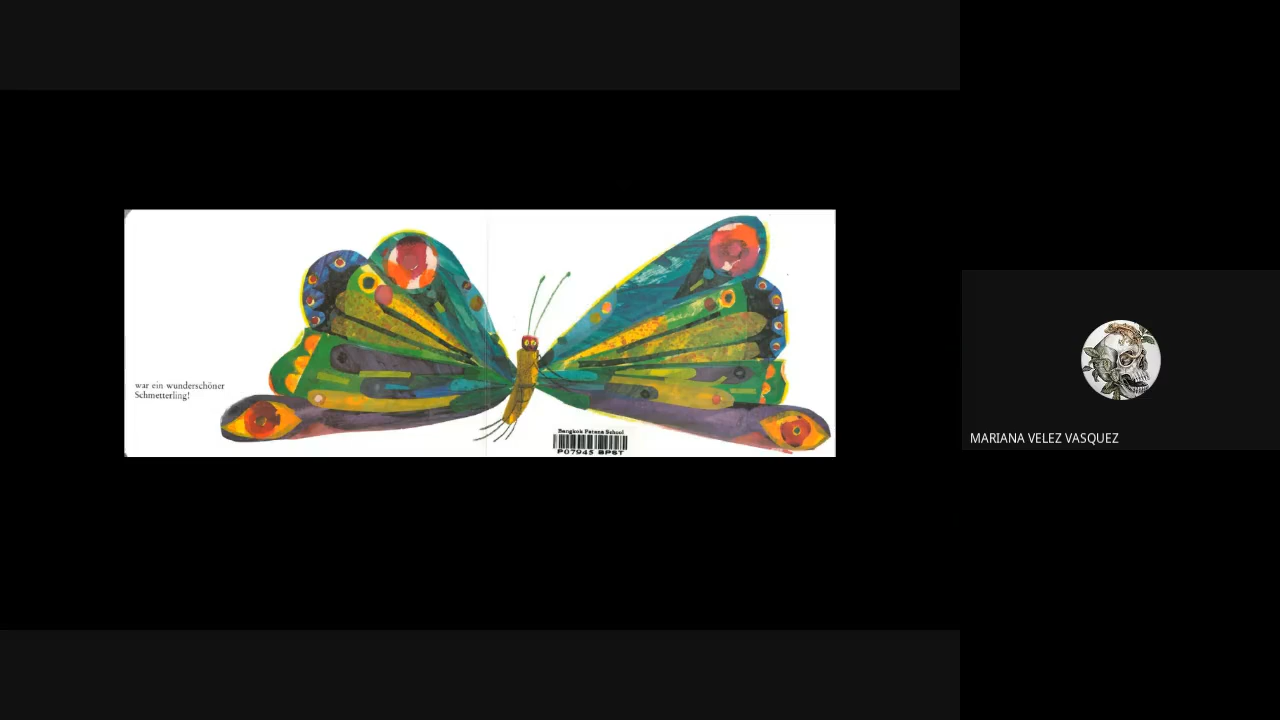 war ein wunderschöner
Schmetterling!
Bangkok Patana School
P07945 BPST
MARIANA VELEZ VASQUEZ